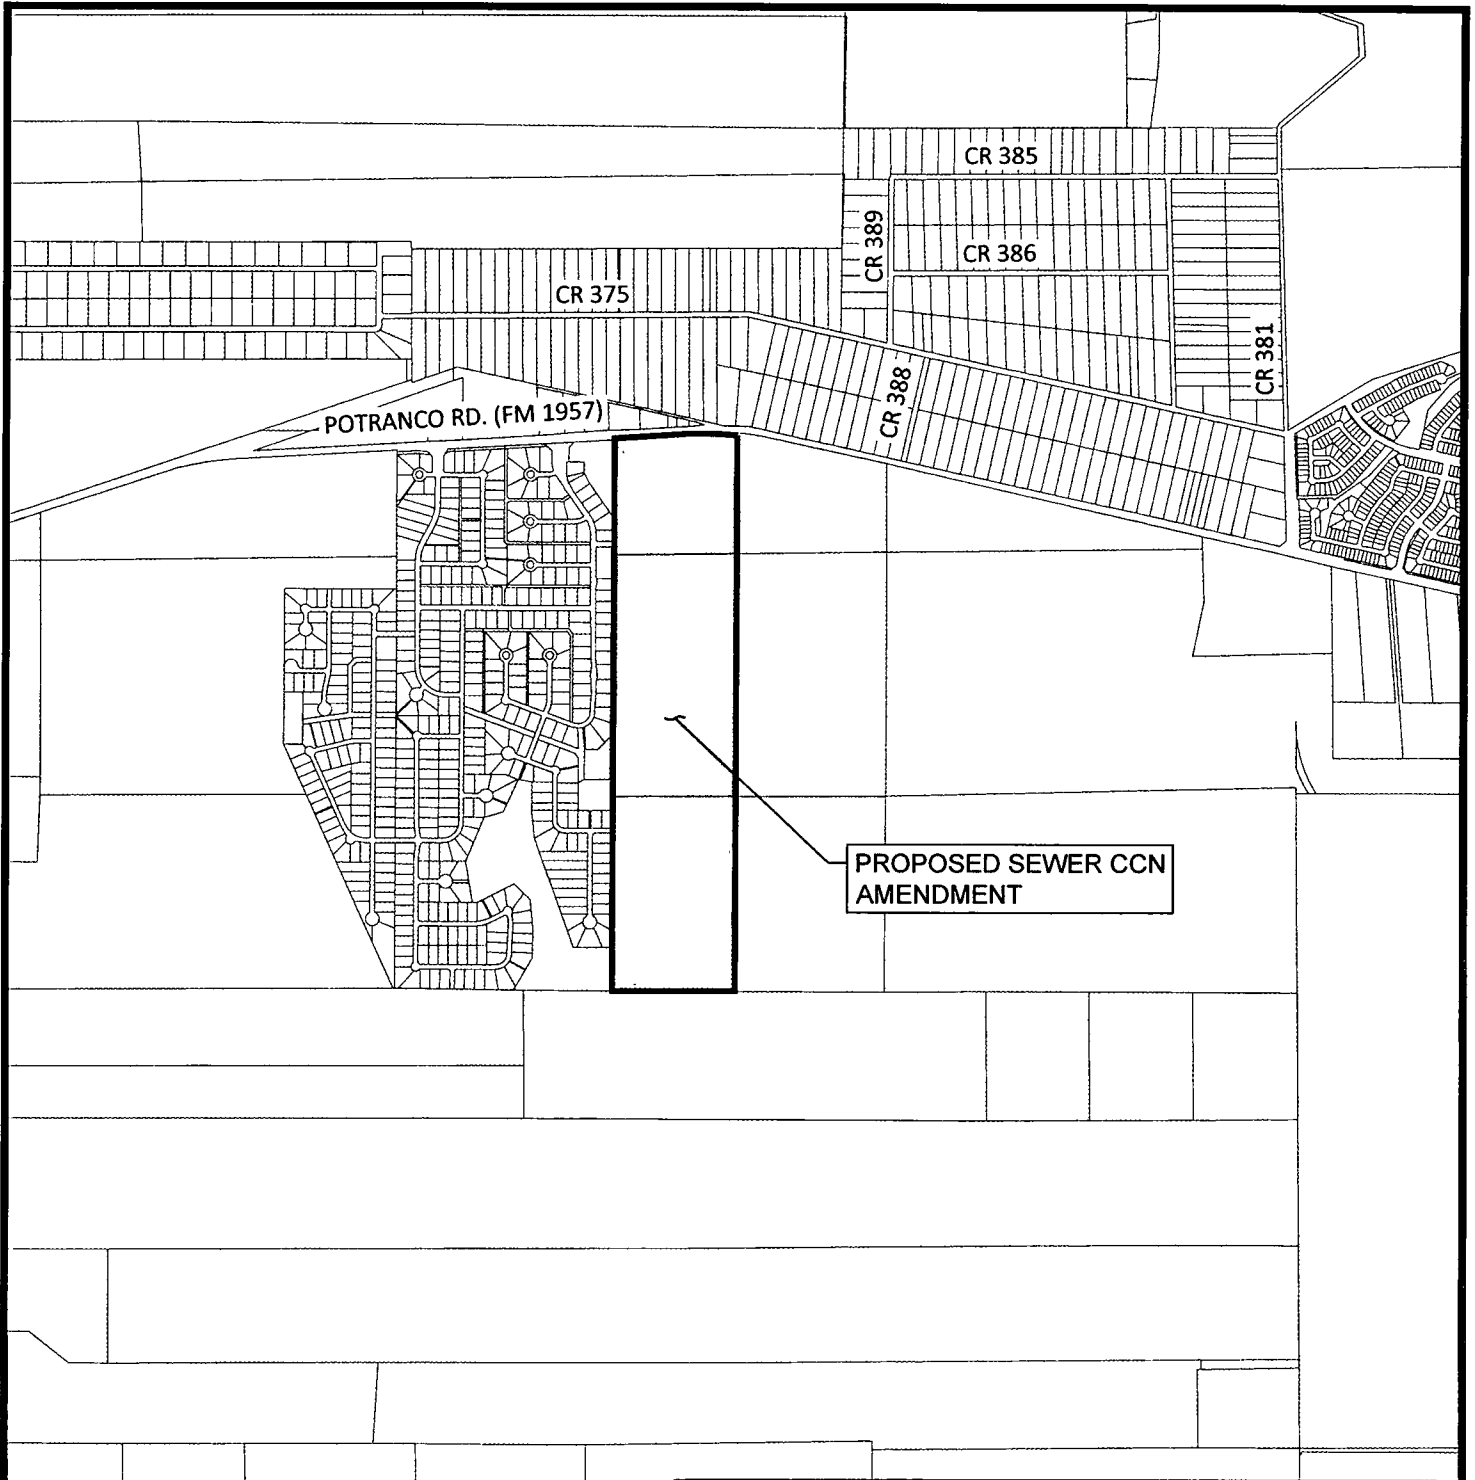 CR 385
CR 389
CR 386
CR 375
CR 381
CR 388
POTRANCO RD. (FM 1957)
PROPOSED SEWER CCN
AMENDMENT